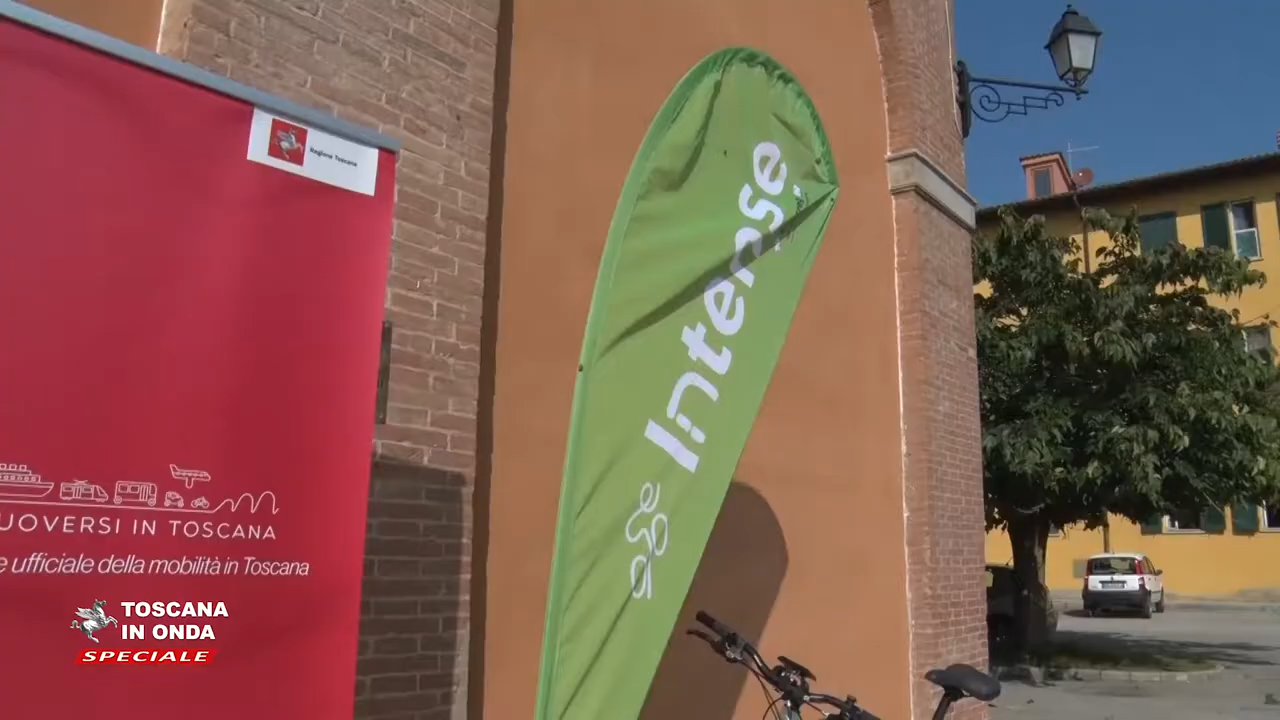 Regione Toscana
UOVERSI IN TOSCANA
e ufficiale della mobilità in Toscana
TOSCANA
IN ONDA
SPECIALE
Intense